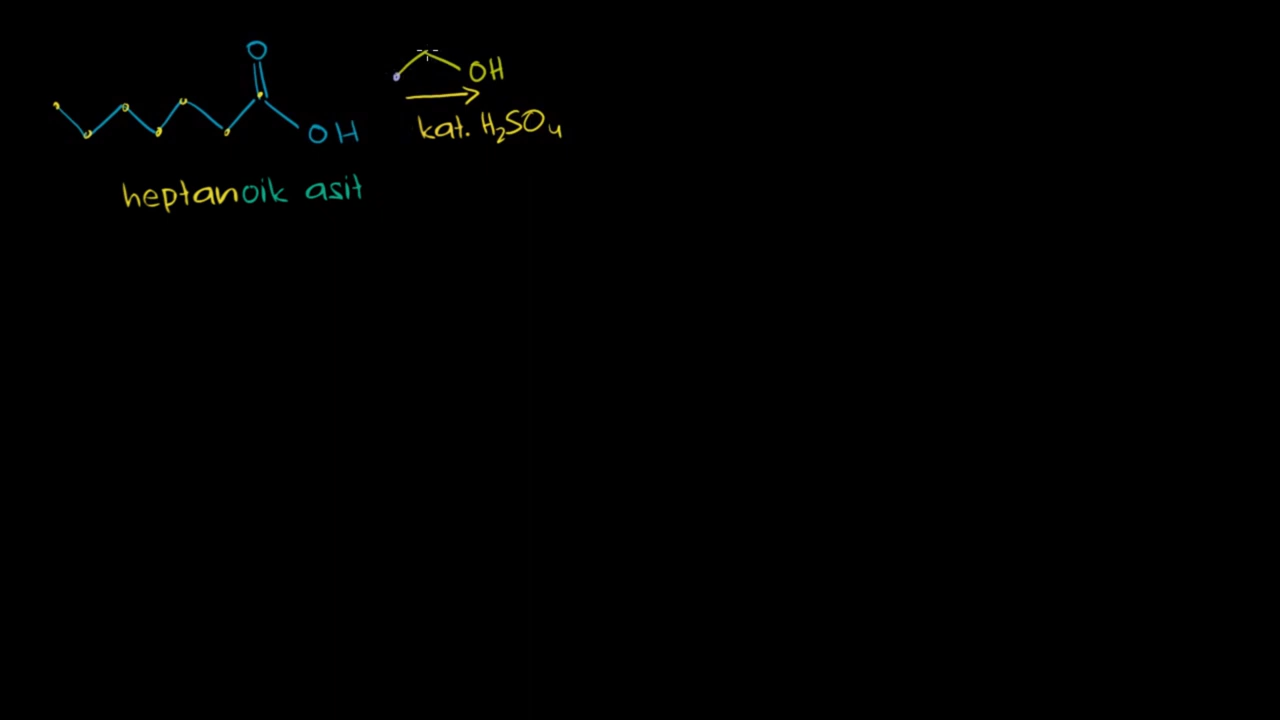 O
OH
OH
kat. H₂SO₄
heptanoik asit